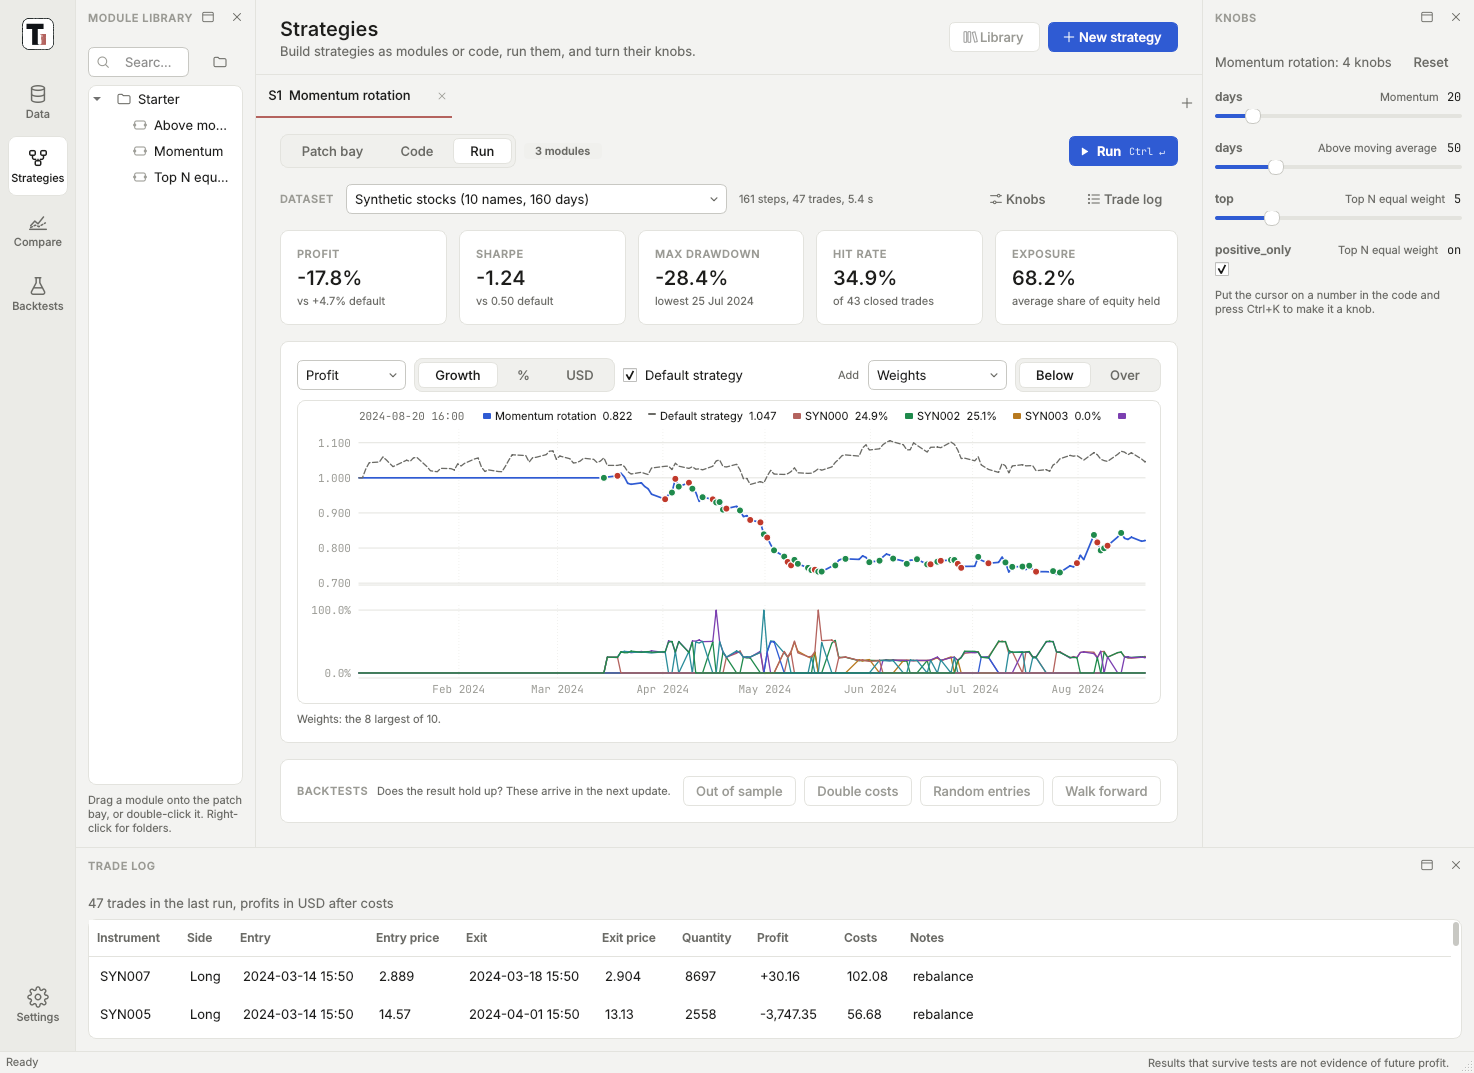 MODULE LIBRARY
Searc...
Starter
Above mo...
Momentum
Top N equ...
Drag a module onto the patch
bay, or double-click it. Right-
click for folders.
Data
Strategies
Compare
Backtests
Settings
Strategies
Build strategies as modules or code, run them, and turn their knobs.
Library
+ New strategy
S1 Momentum rotation
Patch bay Code Run 3 modules
Run Ctrl ↵
DATASET Synthetic stocks (10 names, 160 days) 161 steps, 47 trades, 5.4 s Knobs Trade log
PROFIT
-17.8%
vs +4.7% default
SHARPE
-1.24
vs 0.50 default
MAX DRAWDOWN
-28.4%
lowest 25 Jul 2024
HIT RATE
34.9%
of 43 closed trades
EXPOSURE
68.2%
average share of equity held
Profit Growth % USD Default strategy Add Weights Below Over
2024-08-20 16:00 Momentum rotation 0.822 Default strategy 1.047 SYN000 24.9% SYN002 25.1% SYN003 0.0%
1.100
1.000
0.900
0.800
0.700
100.0%
0.0%
Feb 2024 Mar 2024 Apr 2024 May 2024 Jun 2024 Jul 2024 Aug 2024
Weights: the 8 largest of 10.
BACKTESTS Does the result hold up? These arrive in the next update. Out of sample Double costs Random entries Walk forward
KNOBS
Momentum rotation: 4 knobs Reset
days Momentum 20
days Above moving average 50
top Top N equal weight 5
positive_only Top N equal weight on
Put the cursor on a number in the code and
press Ctrl+K to make it a knob.
TRADE LOG
47 trades in the last run, profits in USD after costs
Instrument Side Entry Entry price Exit Exit price Quantity Profit Costs Notes
SYN007 Long 2024-03-14 15:50 2.889 2024-03-18 15:50 2.904 8697 +30.16 102.08 rebalance
SYN005 Long 2024-03-14 15:50 14.57 2024-04-01 15:50 13.13 2558 -3,747.35 56.68 rebalance
Ready
Results that survive tests are not evidence of future profit.